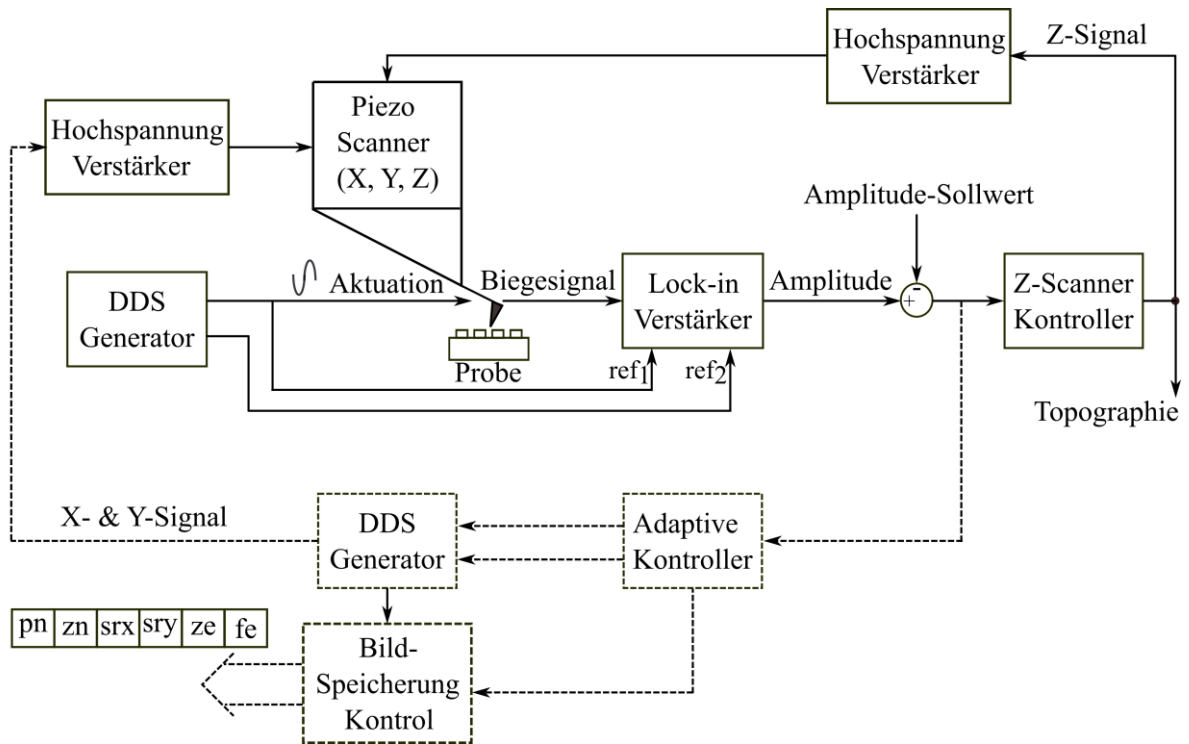 Hochspannung
Verstärker
Z-Signal
Hochspannung
Verstärker
Piezo
Scanner
(X, Y, Z)
Amplitude-Sollwert
DDS
Generator
Aktuation
Biegesignal
Lock-in
Verstärker
Amplitude
-
+
Z-Scanner
Kontroller
Probe
ref1
ref2
Topographie
X- & Y-Signal
DDS
Generator
Adaptive
Kontroller
pn zn srx sry ze fe
Bild-
Speicherung
Kontrol